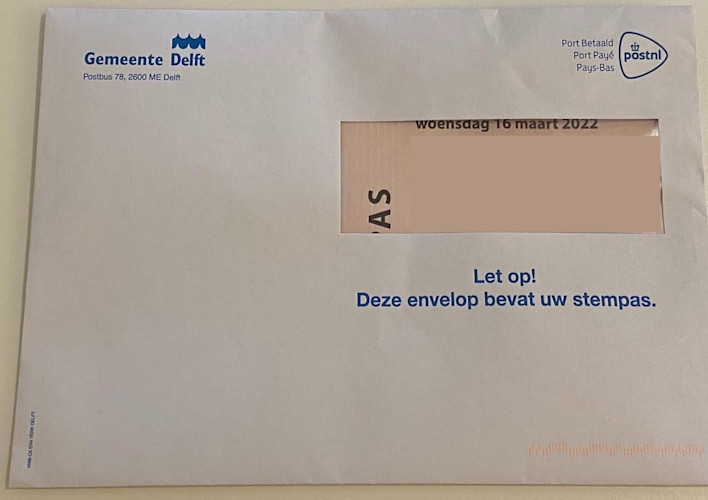 Gemeente Delft
Postbus 78, 2600 ME Delft
Port Betaald
Port Payé
Pays-Bas
postnl
woensdag 16 maart 2022
PAS
Let op!
Deze envelop bevat uw stempas.